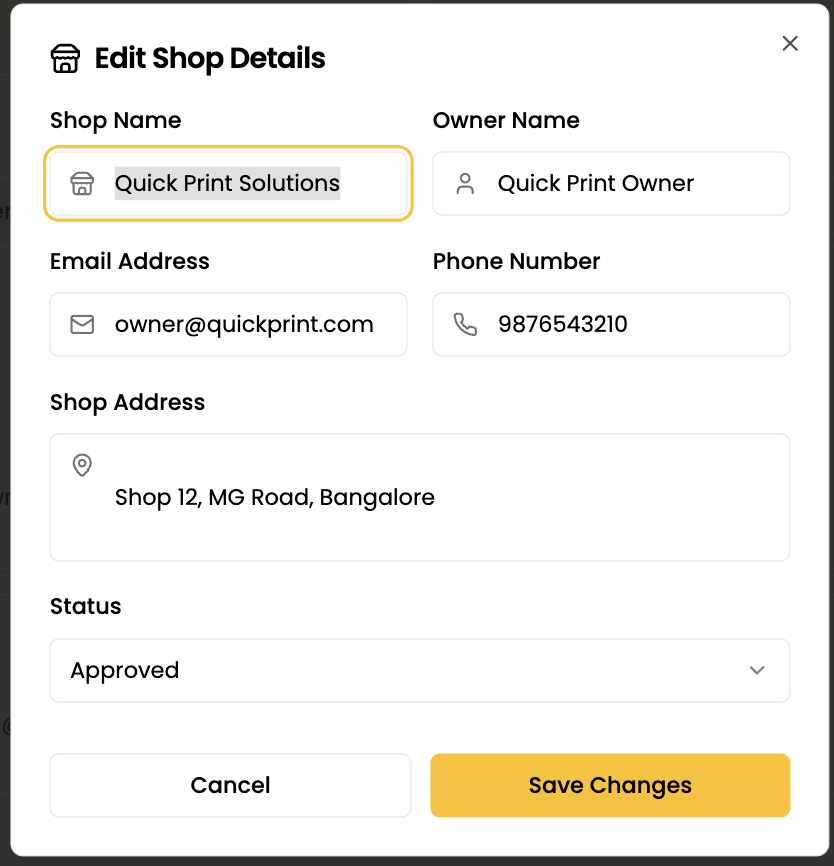 Edit Shop Details
Shop Name
Owner Name
Quick Print Solutions
Quick Print Owner
Email Address
Phone Number
owner@quickprint.com
9876543210
Shop Address
Shop 12, MG Road, Bangalore
Status
Approved
Cancel
Save Changes